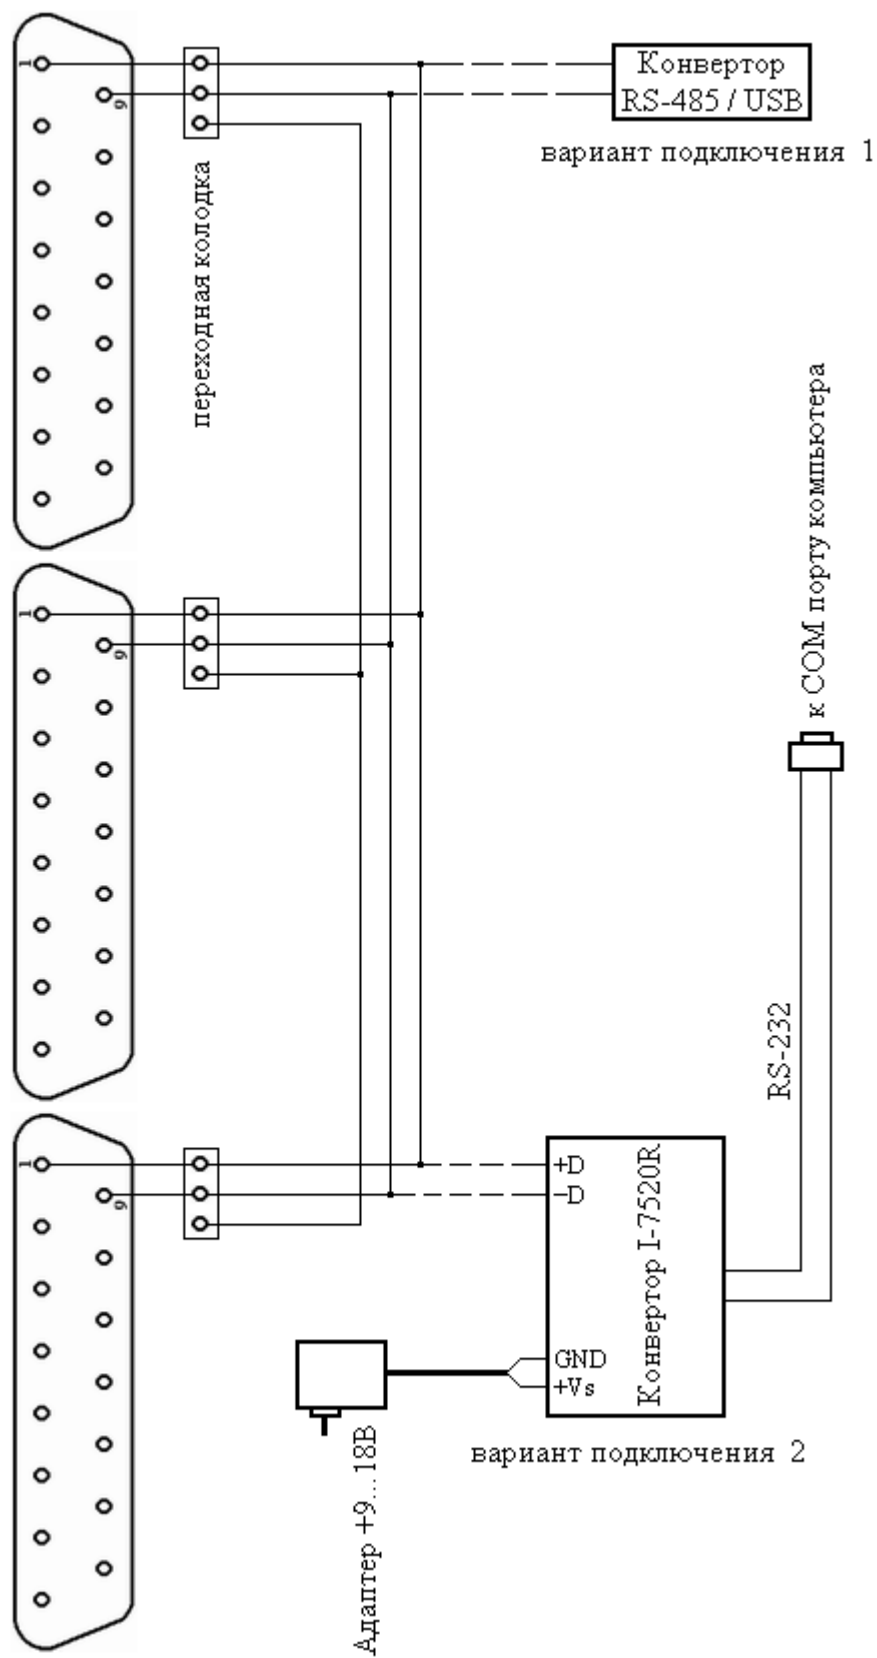 1
9
Конвертор
RS-485 / USB
вариант подключения 1
переходная колодка
к COM порту компьютера
1
9
RS-232
1
9
+D
-D
Конвертор I-7520R
GND
+Vs
вариант подключения 2
Адаптер +9...18В